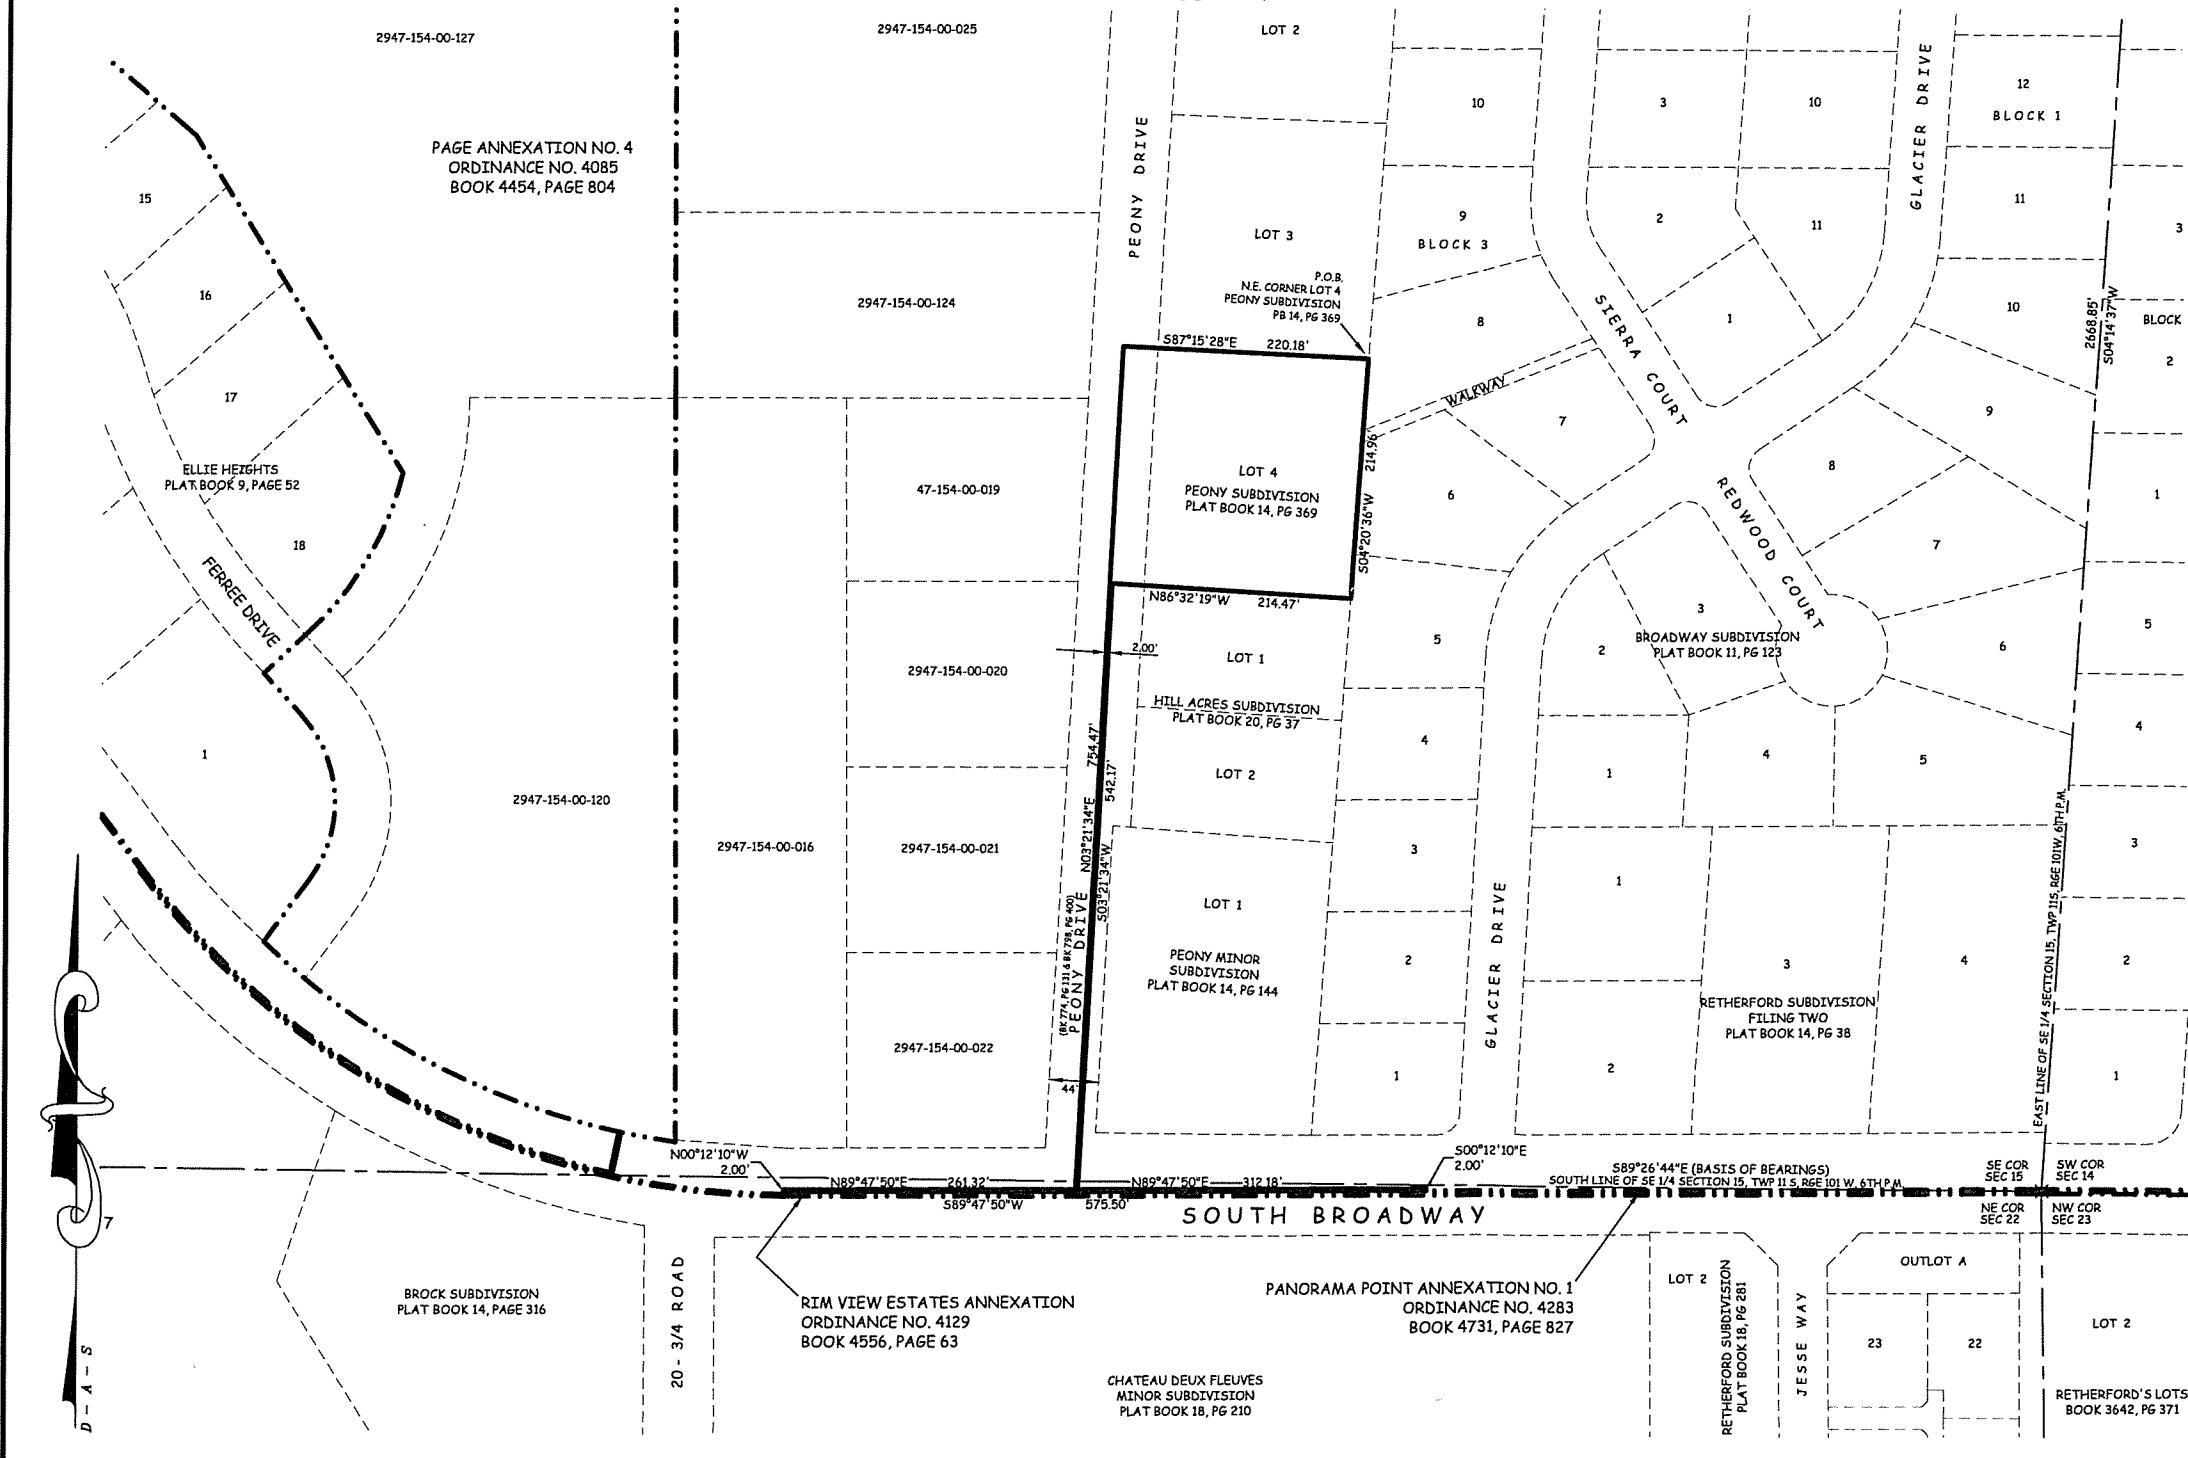 2947-154-00-127
2947-154-00-025
LOT 2
10
3
10
GLACIER DRIVE
12
BLOCK 1
PAGE ANNEXATION NO. 4
ORDINANCE NO. 4085
BOOK 4454, PAGE 804
PEONY DRIVE
15
9
BLOCK 3
2
11
11
3
LOT 3
16
2947-154-00-124
P.O.B.
N.E. CORNER LOT 4
PEONY SUBDIVISION
PB 14, PG 369
8
SIERRA COURT
1
10
2668.85'
S04°14'37"W
BLOCK
2
S87°15'28"E 220.18'
17
WALKWAY
7
9
ELLIE HEIGHTS
PLAT BOOK 9, PAGE 52
47-154-00-019
LOT 4
PEONY SUBDIVISION
PLAT BOOK 14, PG 369
214.96'
S04°20'36"W
6
8
REDWOOD COURT
1
18
7
FERREE DRIVE
N86°32'19"W 214.47'
3
5
2.00'
LOT 1
5
2
BROADWAY SUBDIVISION
PLAT BOOK 11, PG 123
6
2947-154-00-020
HILL ACRES SUBDIVISION
PLAT BOOK 20, PG 37
1
4
1
4
5
4
754.47'
542.17'
LOT 2
2947-154-00-120
2947-154-00-016
2947-154-00-021
N03°21'34"E
S03°21'34"W
3
3
LOT 1
1
GLACIER DRIVE
(BK 774, PG 131 & BK 798, PG 400)
PEONY DRIVE
PEONY MINOR
SUBDIVISION
PLAT BOOK 14, PG 144
2
3
4
2
RETHERFORD SUBDIVISION
FILING TWO
PLAT BOOK 14, PG 38
EAST LINE OF SE 1/4 SECTION 15, TWP 11S, RGE 101W, 6TH P.M.
2947-154-00-022
44'
1
2
1
N00°12'10"W
2.00'
S00°12'10"E
2.00'
N89°47'50"E 261.32'
N89°47'50"E 312.18'
S89°26'44"E (BASIS OF BEARINGS)
SOUTH LINE OF SE 1/4 SECTION 15, TWP 11 S, RGE 101 W, 6TH P.M.
SE COR
SEC 15
SW COR
SEC 14
S89°47'50"W 575.50'
SOUTH BROADWAY
NE COR
SEC 22
NW COR
SEC 23
7
D-A-S
BROCK SUBDIVISION
PLAT BOOK 14, PAGE 316
20 - 3/4 ROAD
RIM VIEW ESTATES ANNEXATION
ORDINANCE NO. 4129
BOOK 4556, PAGE 63
PANORAMA POINT ANNEXATION NO. 1
ORDINANCE NO. 4283
BOOK 4731, PAGE 827
LOT 2
RETHERFORD SUBDIVISION
PLAT BOOK 18, PG 281
JESSE WAY
OUTLOT A
23
22
LOT 2
CHATEAU DEUX FLEUVES
MINOR SUBDIVISION
PLAT BOOK 18, PG 210
RETHERFORD'S LOTS
BOOK 3642, PG 371